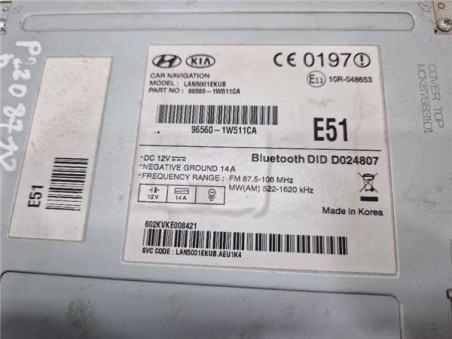 HYUNDAI KIA
CE 0197
CAR NAVIGATION
MODEL : LAN5001EKUB
PART NO : 96560-1W511CA
E11 10R-048653
96560-1W511CA
E51
*DC 12V
Bluetooth DID D024807
*NEGATIVE GROUND 14A
*FREQUENCY RANGE : FM 87.5-108 MHz
MW(AM) 522-1620 kHz
12V 14A
Made in Korea
602KVKE008421
SVC CODE : LAN5001EKUB.AEU1K4
E51
COVER TOP